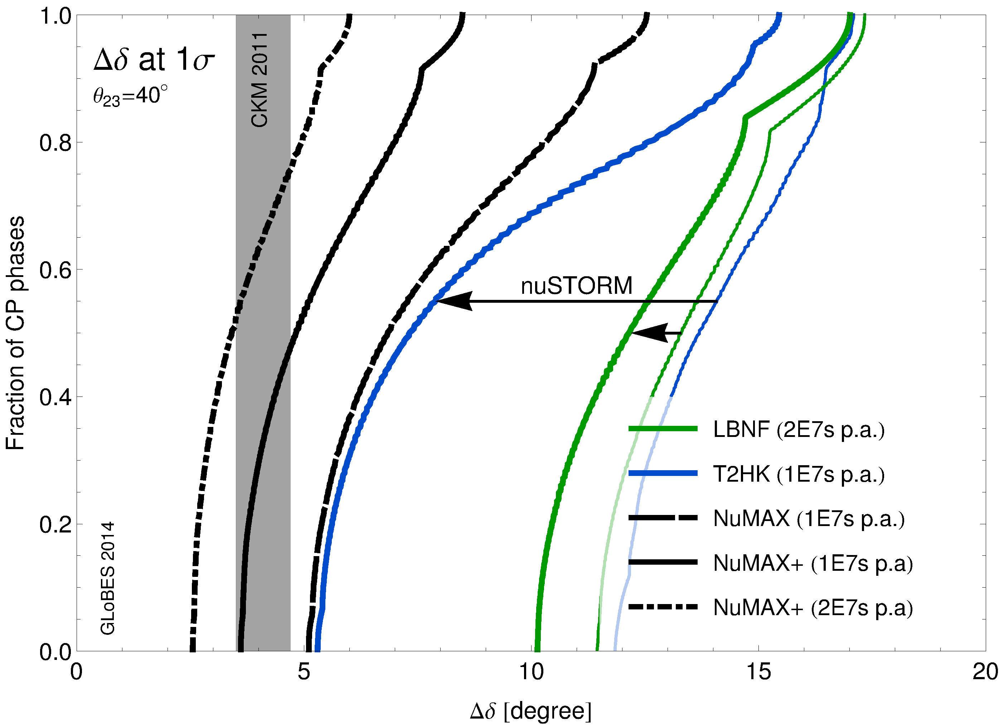 Δδ at 1σ
θ23=40°
CKM 2011
GLoBES 2014
nuSTORM
LBNF (2E7s p.a.)
T2HK (1E7s p.a.)
NuMAX (1E7s p.a.)
NuMAX+ (1E7s p.a)
NuMAX+ (2E7s p.a)
Fraction of CP phases
1.0
0.8
0.6
0.4
0.2
0.0
0 5 10 15 20
Δδ [degree]